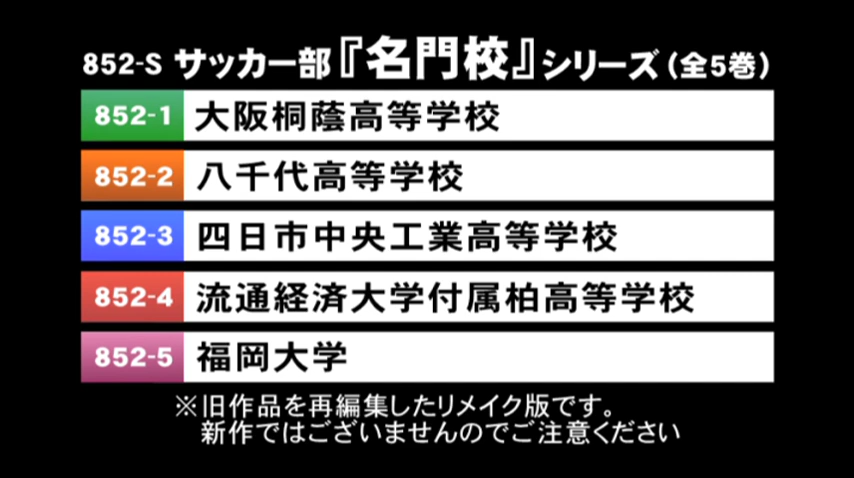 852-S サッカー部『名門校』シリーズ（全5巻）
852-1 大阪桐蔭高等学校
852-2 八千代高等学校
852-3 四日市中央工業高等学校
852-4 流通経済大学付属柏高等学校
852-5 福岡大学
※旧作品を再編集したリメイク版です。
新作ではございませんのでご注意ください